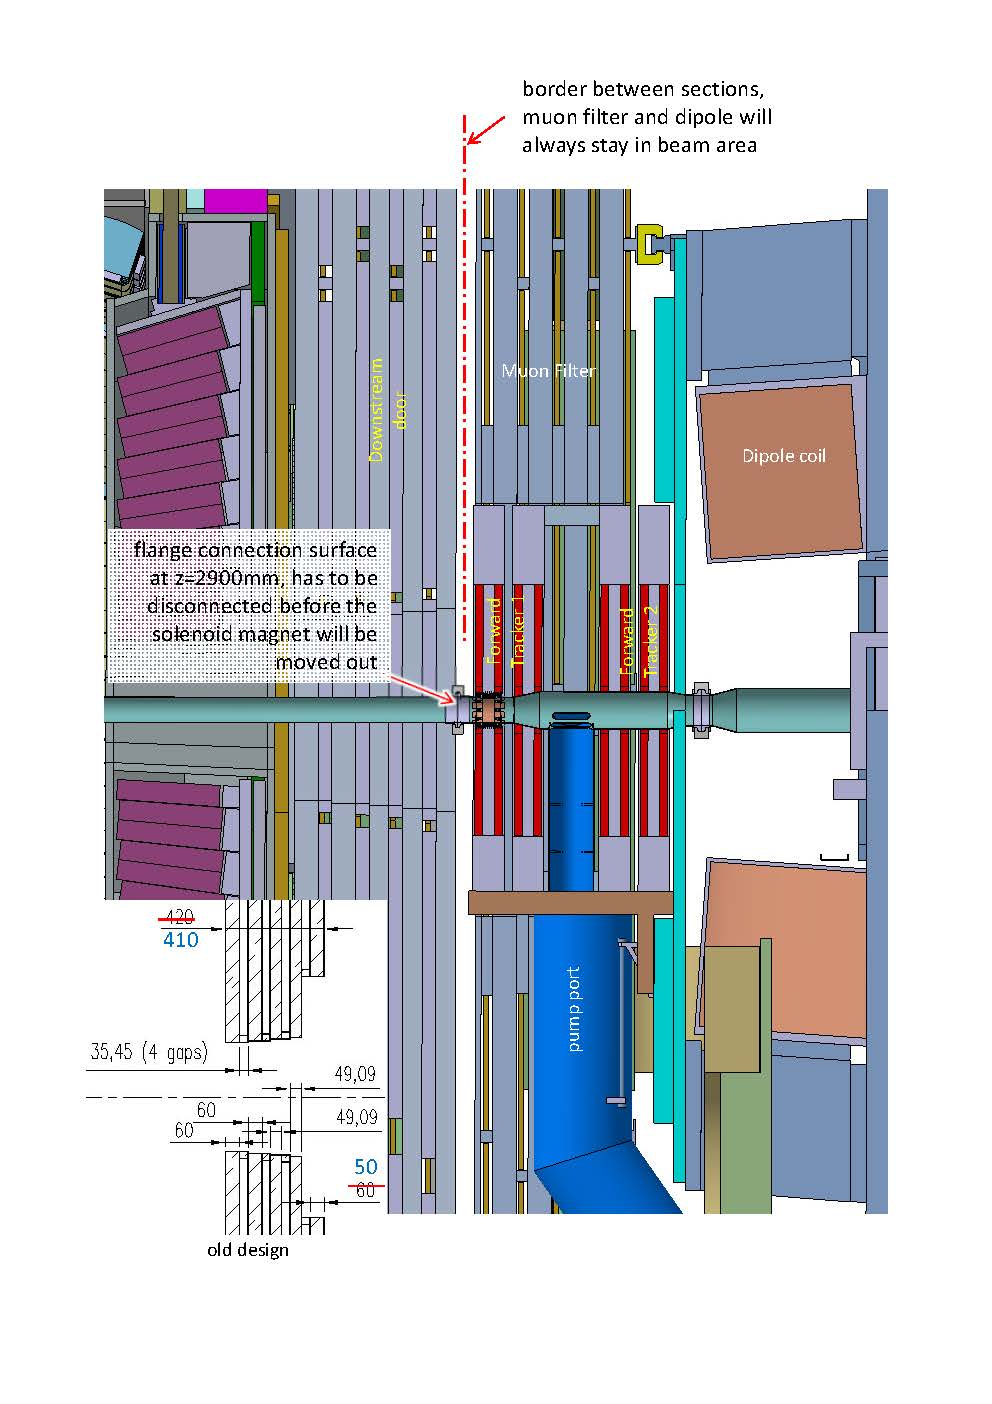 border between sections,
muon filter and dipole will
always stay in beam area
Downstream
door
Muon Filter
Dipole coil
flange connection surface
at z=2900mm, has to be
disconnected before the
solenoid magnet will be
moved out
Forward
Tracker 1
Forward
Tracker 2
420
410
pump port
35,45 (4 gaps)
49,09
60
49,09
60
50
60
old design